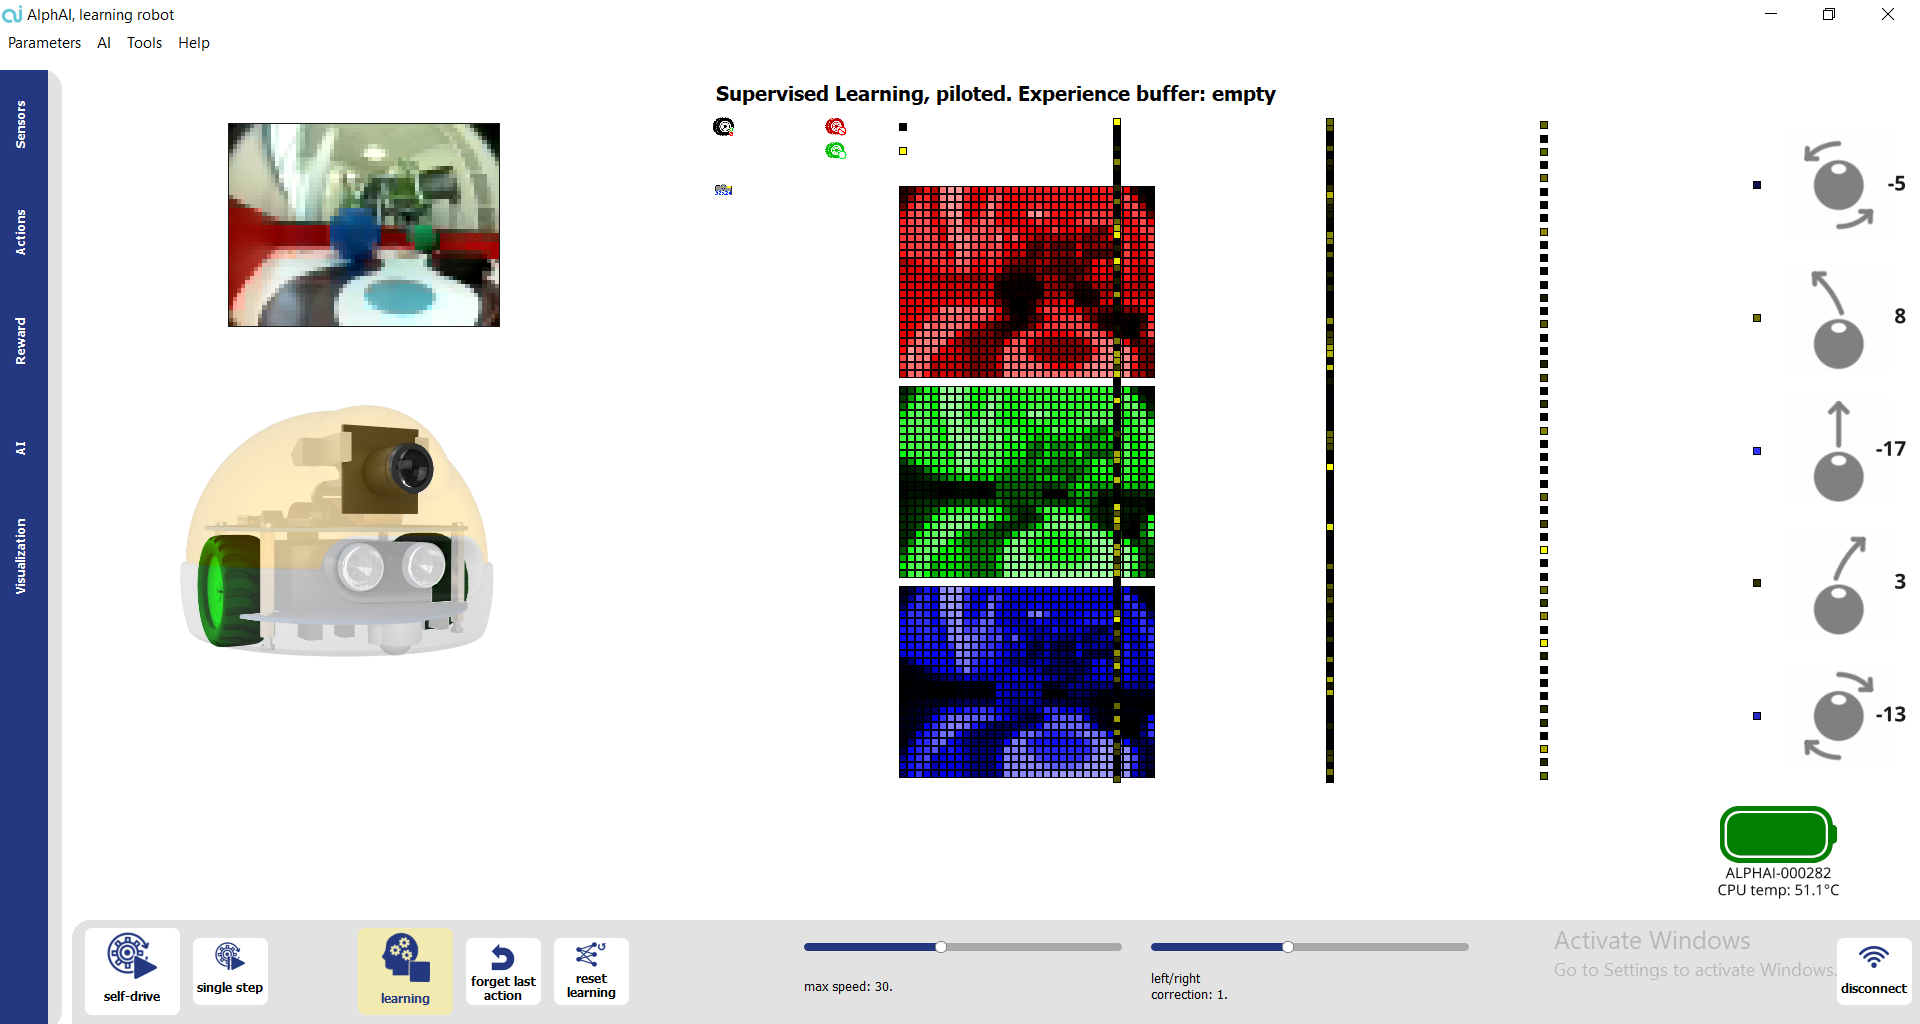 AlphAI, learning robot
Parameters AI Tools Help
Sensors
Actions
Reward
AI
Visualization
Supervised Learning, piloted. Experience buffer: empty
32x24
-5
8
-17
3
-13
ALPHAI-000282
CPU temp: 51.1°C
self-drive
single step
learning
forget last
action
reset
learning
max speed: 30.
left/right
correction: 1.
Activate Windows
Go to Settings to activate Windows.
disconnect